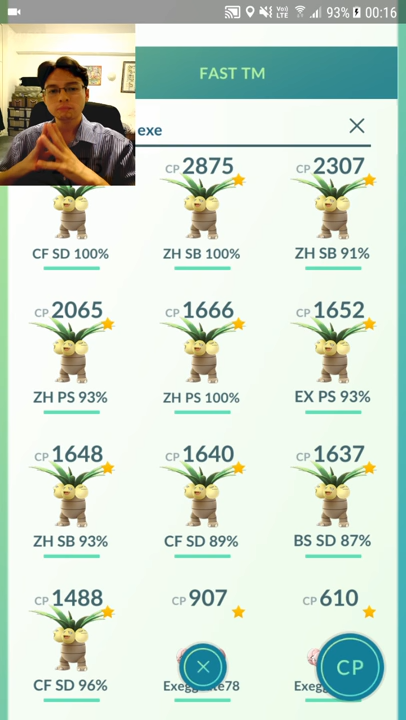 Vo))
LTE
93%
00:16
FAST TM
exe
CP 2875
CP 2307
CF SD 100%
ZH SB 100%
ZH SB 91%
CP 2065
CP 1666
CP 1652
ZH PS 93%
ZH PS 100%
EX PS 93%
CP 1648
CP 1640
CP 1637
ZH SB 93%
CF SD 89%
BS SD 87%
CP 1488
CP 907
CP 610
CF SD 96%
CP